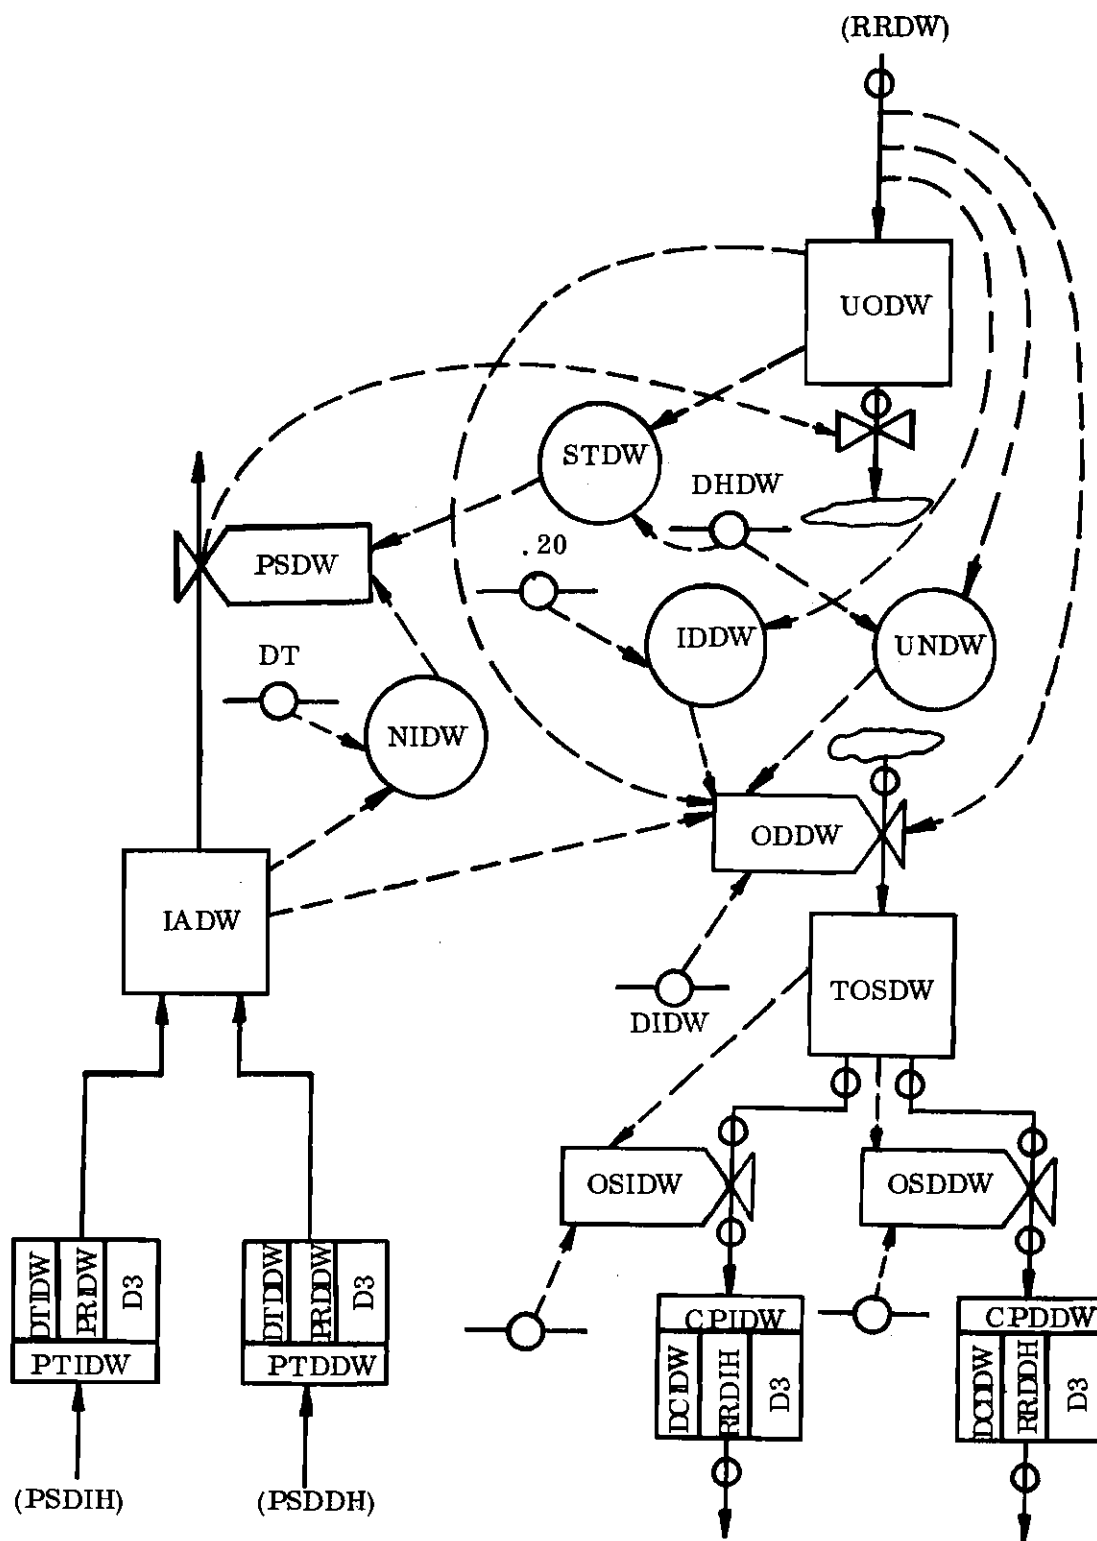 (RRDW)
UODW
STDW
DHDW
.20
PSDW
IDDW
UNDW
DT
NIDW
ODDW
IADW
TOSDW
DIDW
OSIDW
OSDDW
DTIDW
PRIDW
D3
DTDDW
PRDDW
D3
PTIDW
PTDDW
CPIDW
CPDDW
DCIDW
RRDIH
D3
DCDDW
RRDDH
D3
(PSDIH)
(PSDDH)